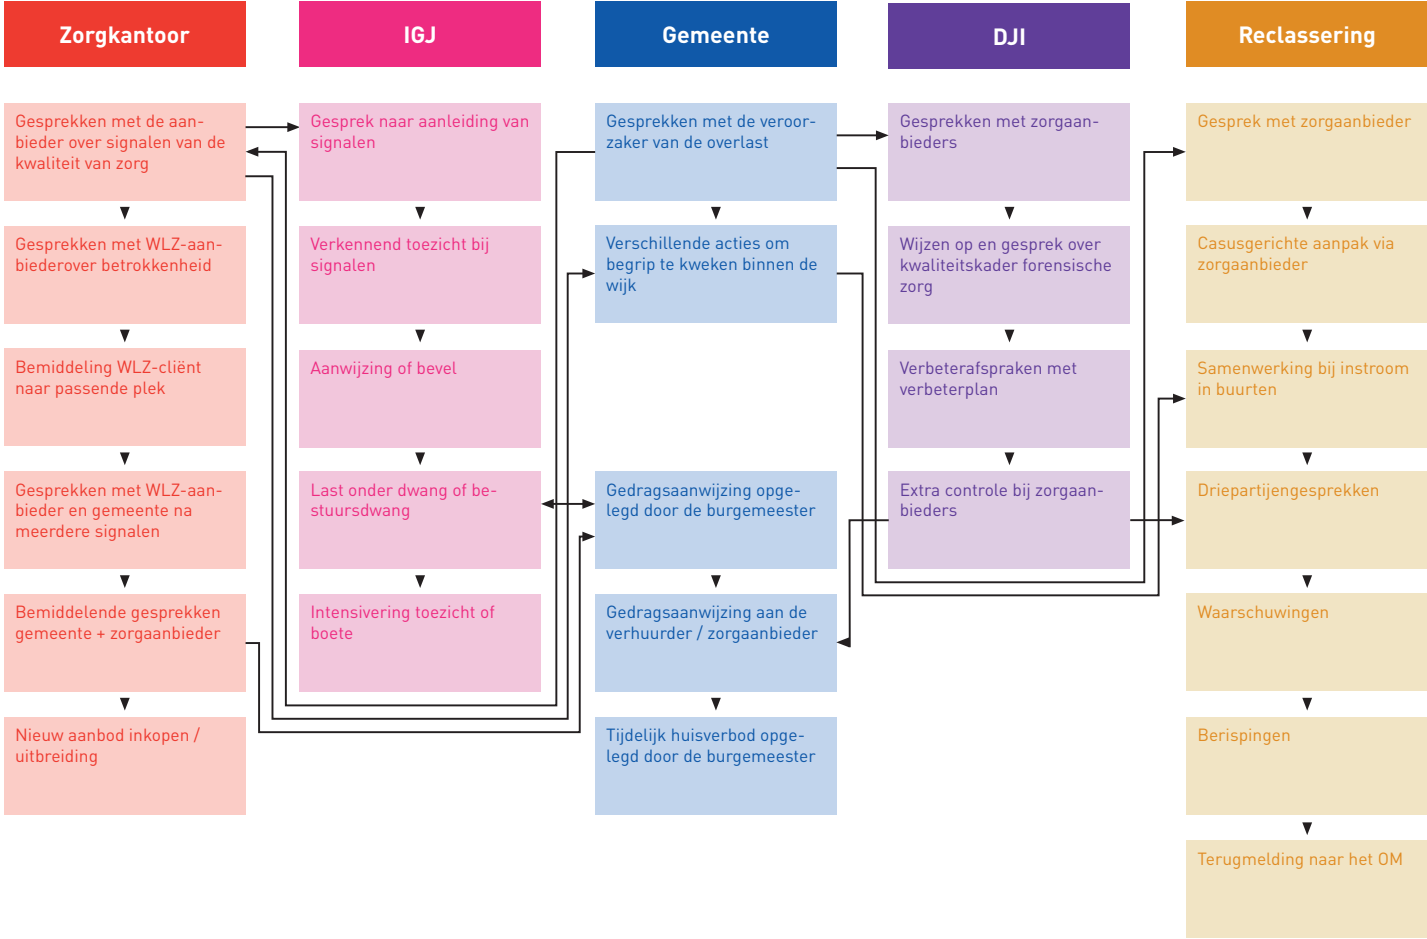 Zorgkantoor
Gesprekken met de aan-
bieder over signalen van de
kwaliteit van zorg
Gesprekken met WLZ-aan-
biederover betrokkenheid
Bemiddeling WLZ-cliënt
naar passende plek
Gesprekken met WLZ-aan-
bieder en gemeente na
meerdere signalen
Bemiddelende gesprekken
gemeente + zorgaanbieder
Nieuw aanbod inkopen /
uitbreiding
IGJ
Gesprek naar aanleiding van
signalen
Verkennend toezicht bij
signalen
Aanwijzing of bevel
Last onder dwang of be-
stuursdwang
Intensivering toezicht of
boete
Gemeente
Gesprekken met de veroor-
zaker van de overlast
Verschillende acties om
begrip te kweken binnen de
wijk
Gedragsaanwijzing opge-
legd door de burgemeester
Gedragsaanwijzing aan de
verhuurder / zorgaanbieder
Tijdelijk huisverbod opge-
legd door de burgemeester
DJI
Gesprekken met zorgaan-
bieders
Wijzen op en gesprek over
kwaliteitskader forensische
zorg
Verbeterafspraken met
verbeterplan
Extra controle bij zorgaan-
bieders
Reclassering
Gesprek met zorgaanbieder
Casusgerichte aanpak via
zorgaanbieder
Samenwerking bij instroom
in buurten
Driepartijengesprekken
Waarschuwingen
Berispingen
Terugmelding naar het OM